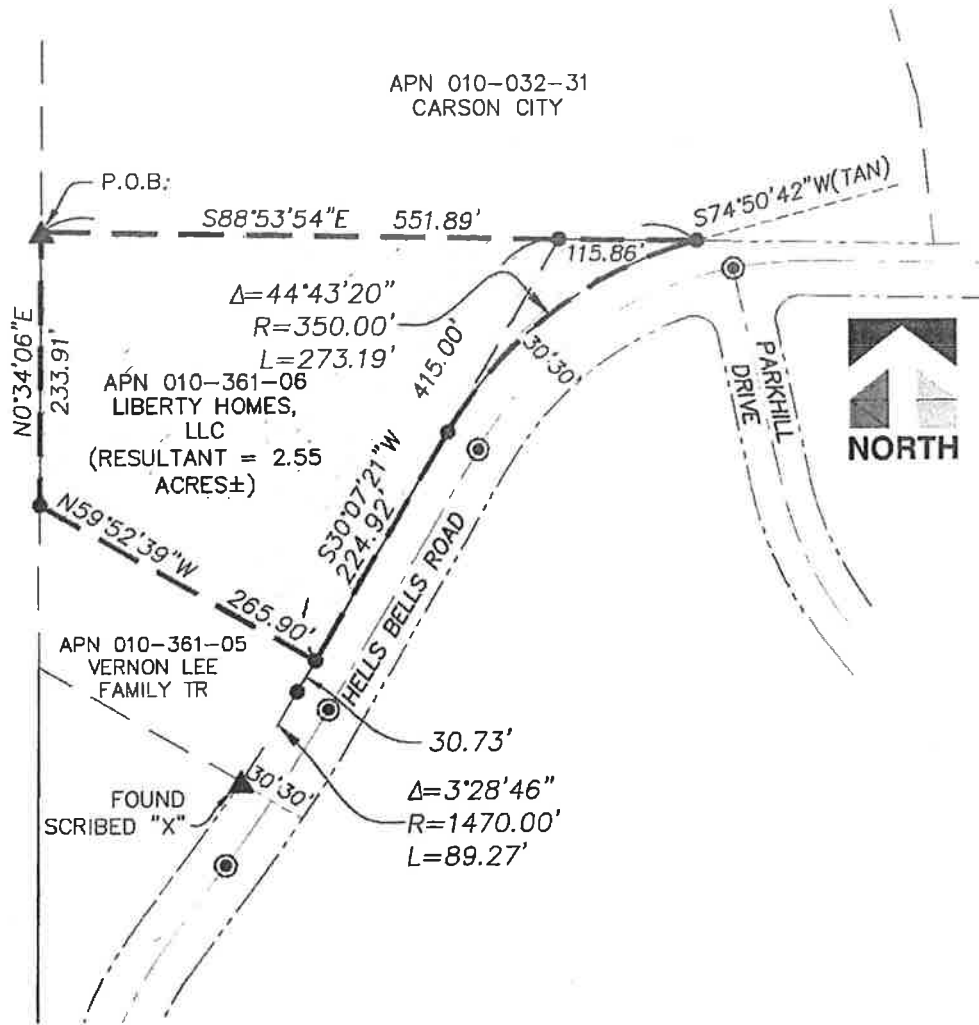 APN 010-032-31
CARSON CITY
P.O.B.
S88°53'54"E 551.89'
S74°50'42"W(TAN)
115.86'
Δ=44°43'20"
R=350.00'
L=273.19'
N0°34'06"E
233.91'
415.00'
30'
30'
APN 010-361-06
LIBERTY HOMES,
LLC
(RESULTANT = 2.55
ACRES±)
PARKHILL
DRIVE
NORTH
S30°07'21"W
224.92'
N59°52'39"W
265.90'
HELLS BELLS ROAD
APN 010-361-05
VERNON LEE
FAMILY TR
30.73'
30'
30'
FOUND
SCRIBED "X"
Δ=3°28'46"
R=1470.00'
L=89.27'